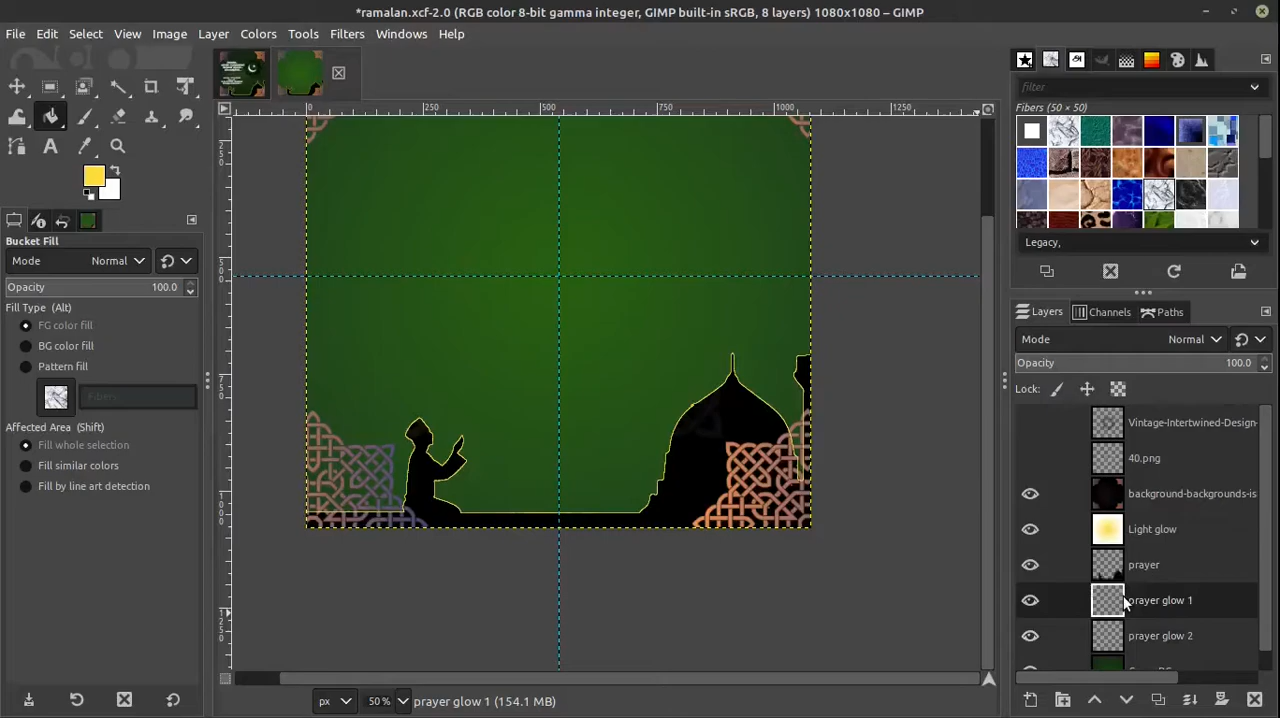 *ramalan.xcf-2.0 (RGB color 8-bit gamma integer, GIMP built-in sRGB, 8 layers) 1080x1080 – GIMP
File Edit Select View Image Layer Colors Tools Filters Windows Help
filter
Fibers (50 × 50)
0 250 500 750 1000 1250
Bucket Fill
Mode Normal
Opacity 100.0
Fill Type (Alt)
FG color fill
BG color fill
Pattern fill
Fibers
Affected Area (Shift)
Fill whole selection
Fill similar colors
Fill by line art detection
Legacy,
Layers Channels Paths
Mode Normal
Opacity 100.0
Lock:
Vintage-Intertwined-Design-
40.png
background-backgrounds-is
Light glow
prayer
prayer glow 1
prayer glow 2
px 50% prayer glow 1 (154.1 MB)